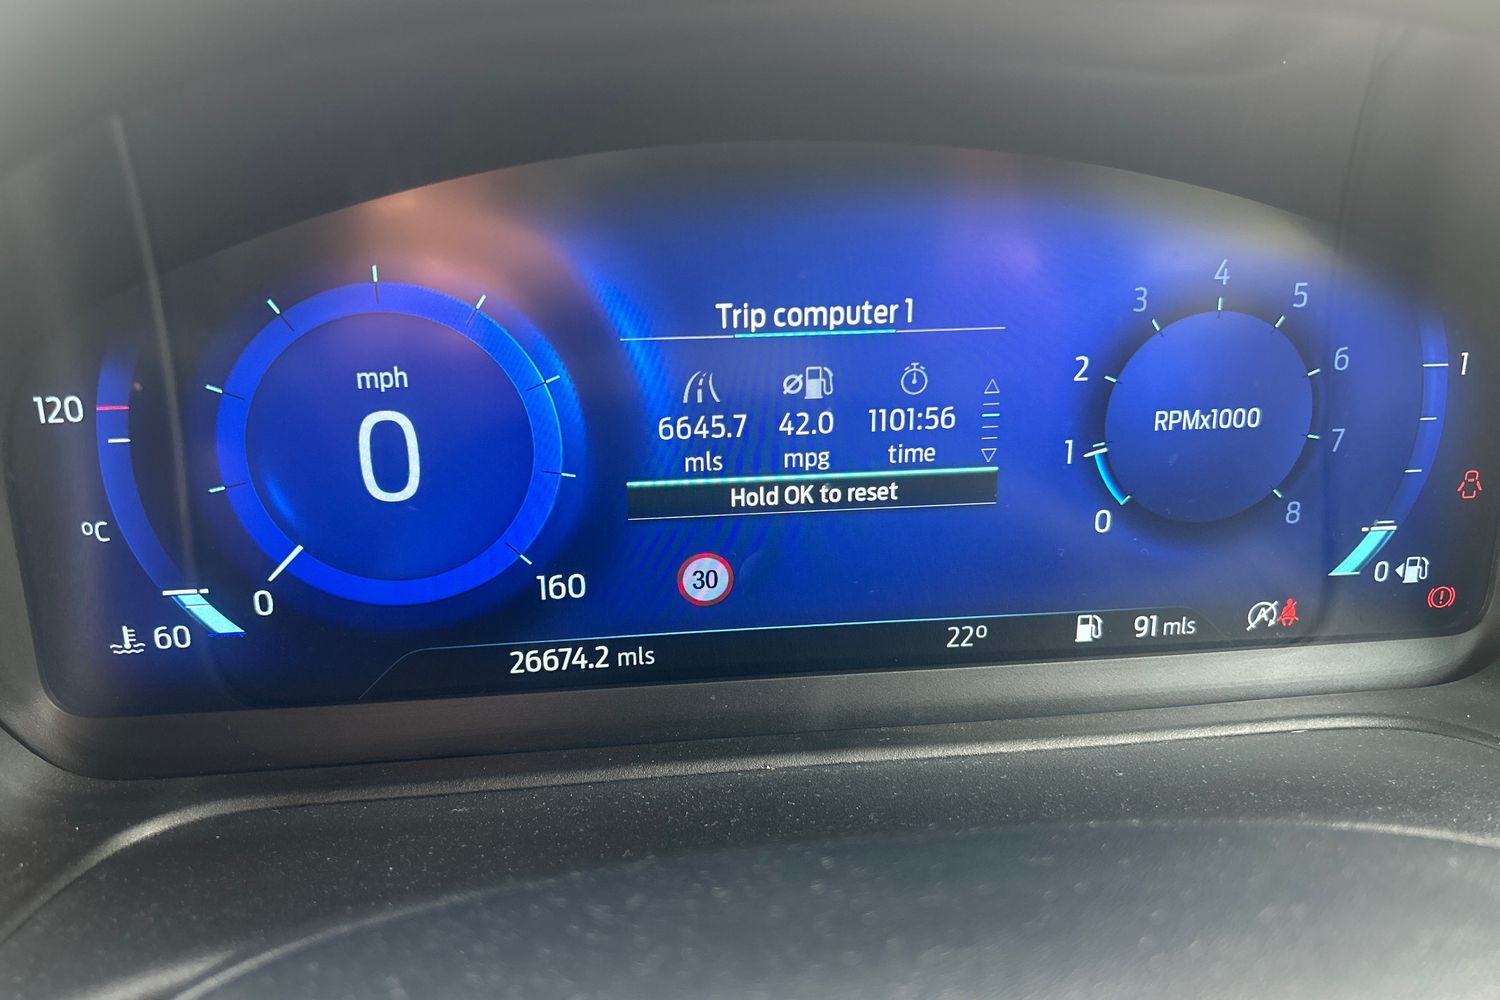 Trip computer 1
6645.7 42.0 1101:56
mls mpg time
Hold OK to reset
30
120
ºC
60
mph
0
0
160
0
1
2
3
4
5
6
7
8
RPMx1000
1
0
26674.2 mls
22º
91 mls